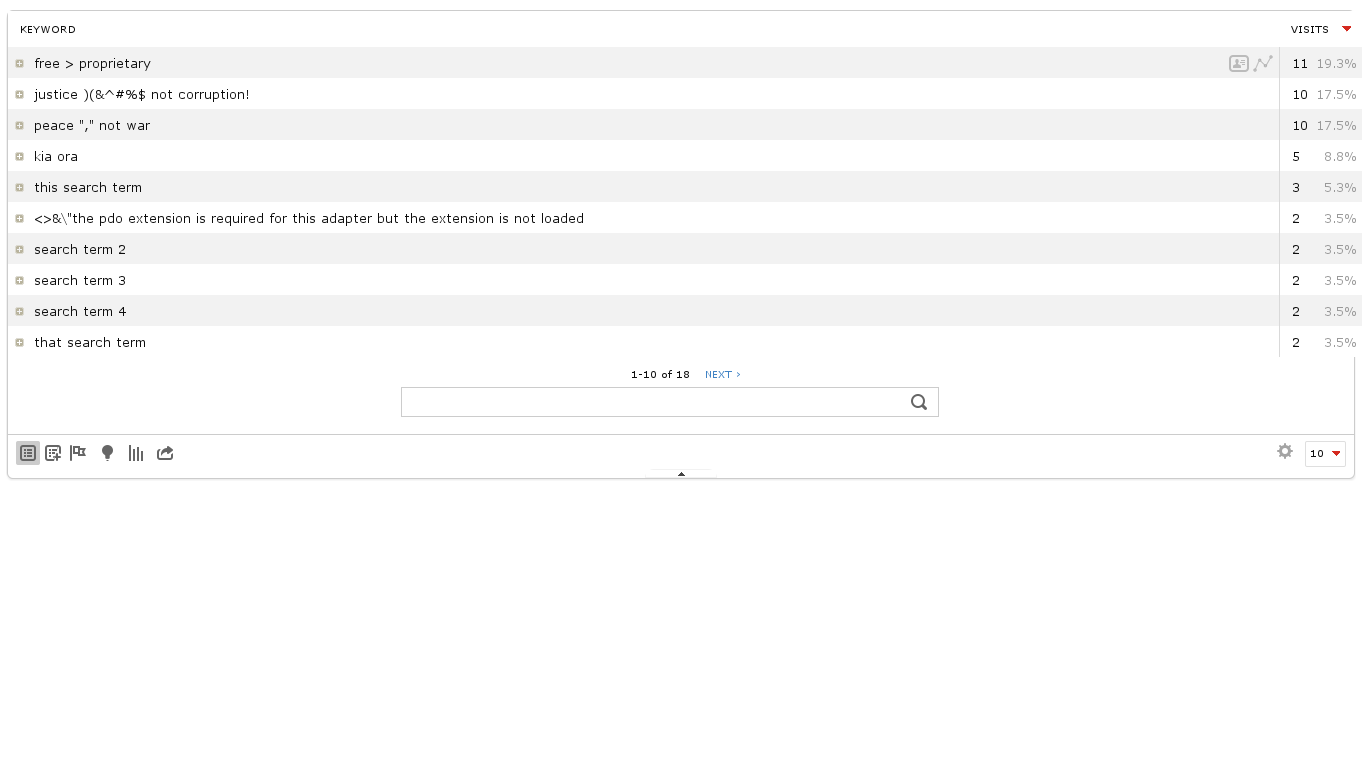 KEYWORD VISITS
free > proprietary 11 19.3%
justice )(&^#%$ not corruption! 10 17.5%
peace "," not war 10 17.5%
kia ora 5 8.8%
this search term 3 5.3%
<>&\"the pdo extension is required for this adapter but the extension is not loaded 2 3.5%
search term 2 2 3.5%
search term 3 2 3.5%
search term 4 2 3.5%
that search term 2 3.5%
1-10 of 18 NEXT ›
10